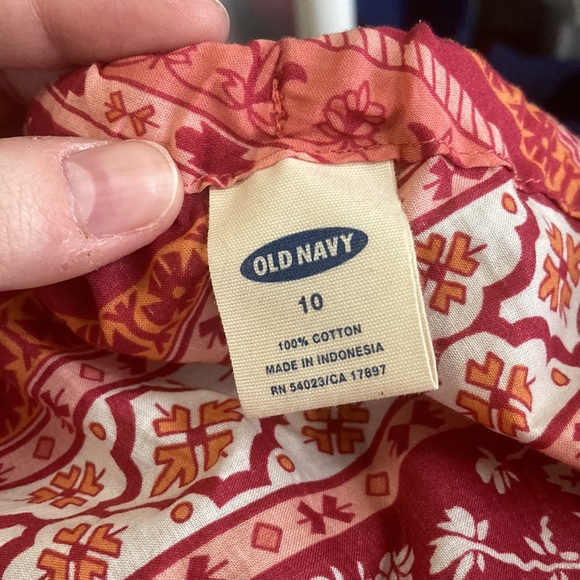 OLD NAVY
10
100% COTTON
MADE IN INDONESIA
RN 54023/CA 17897